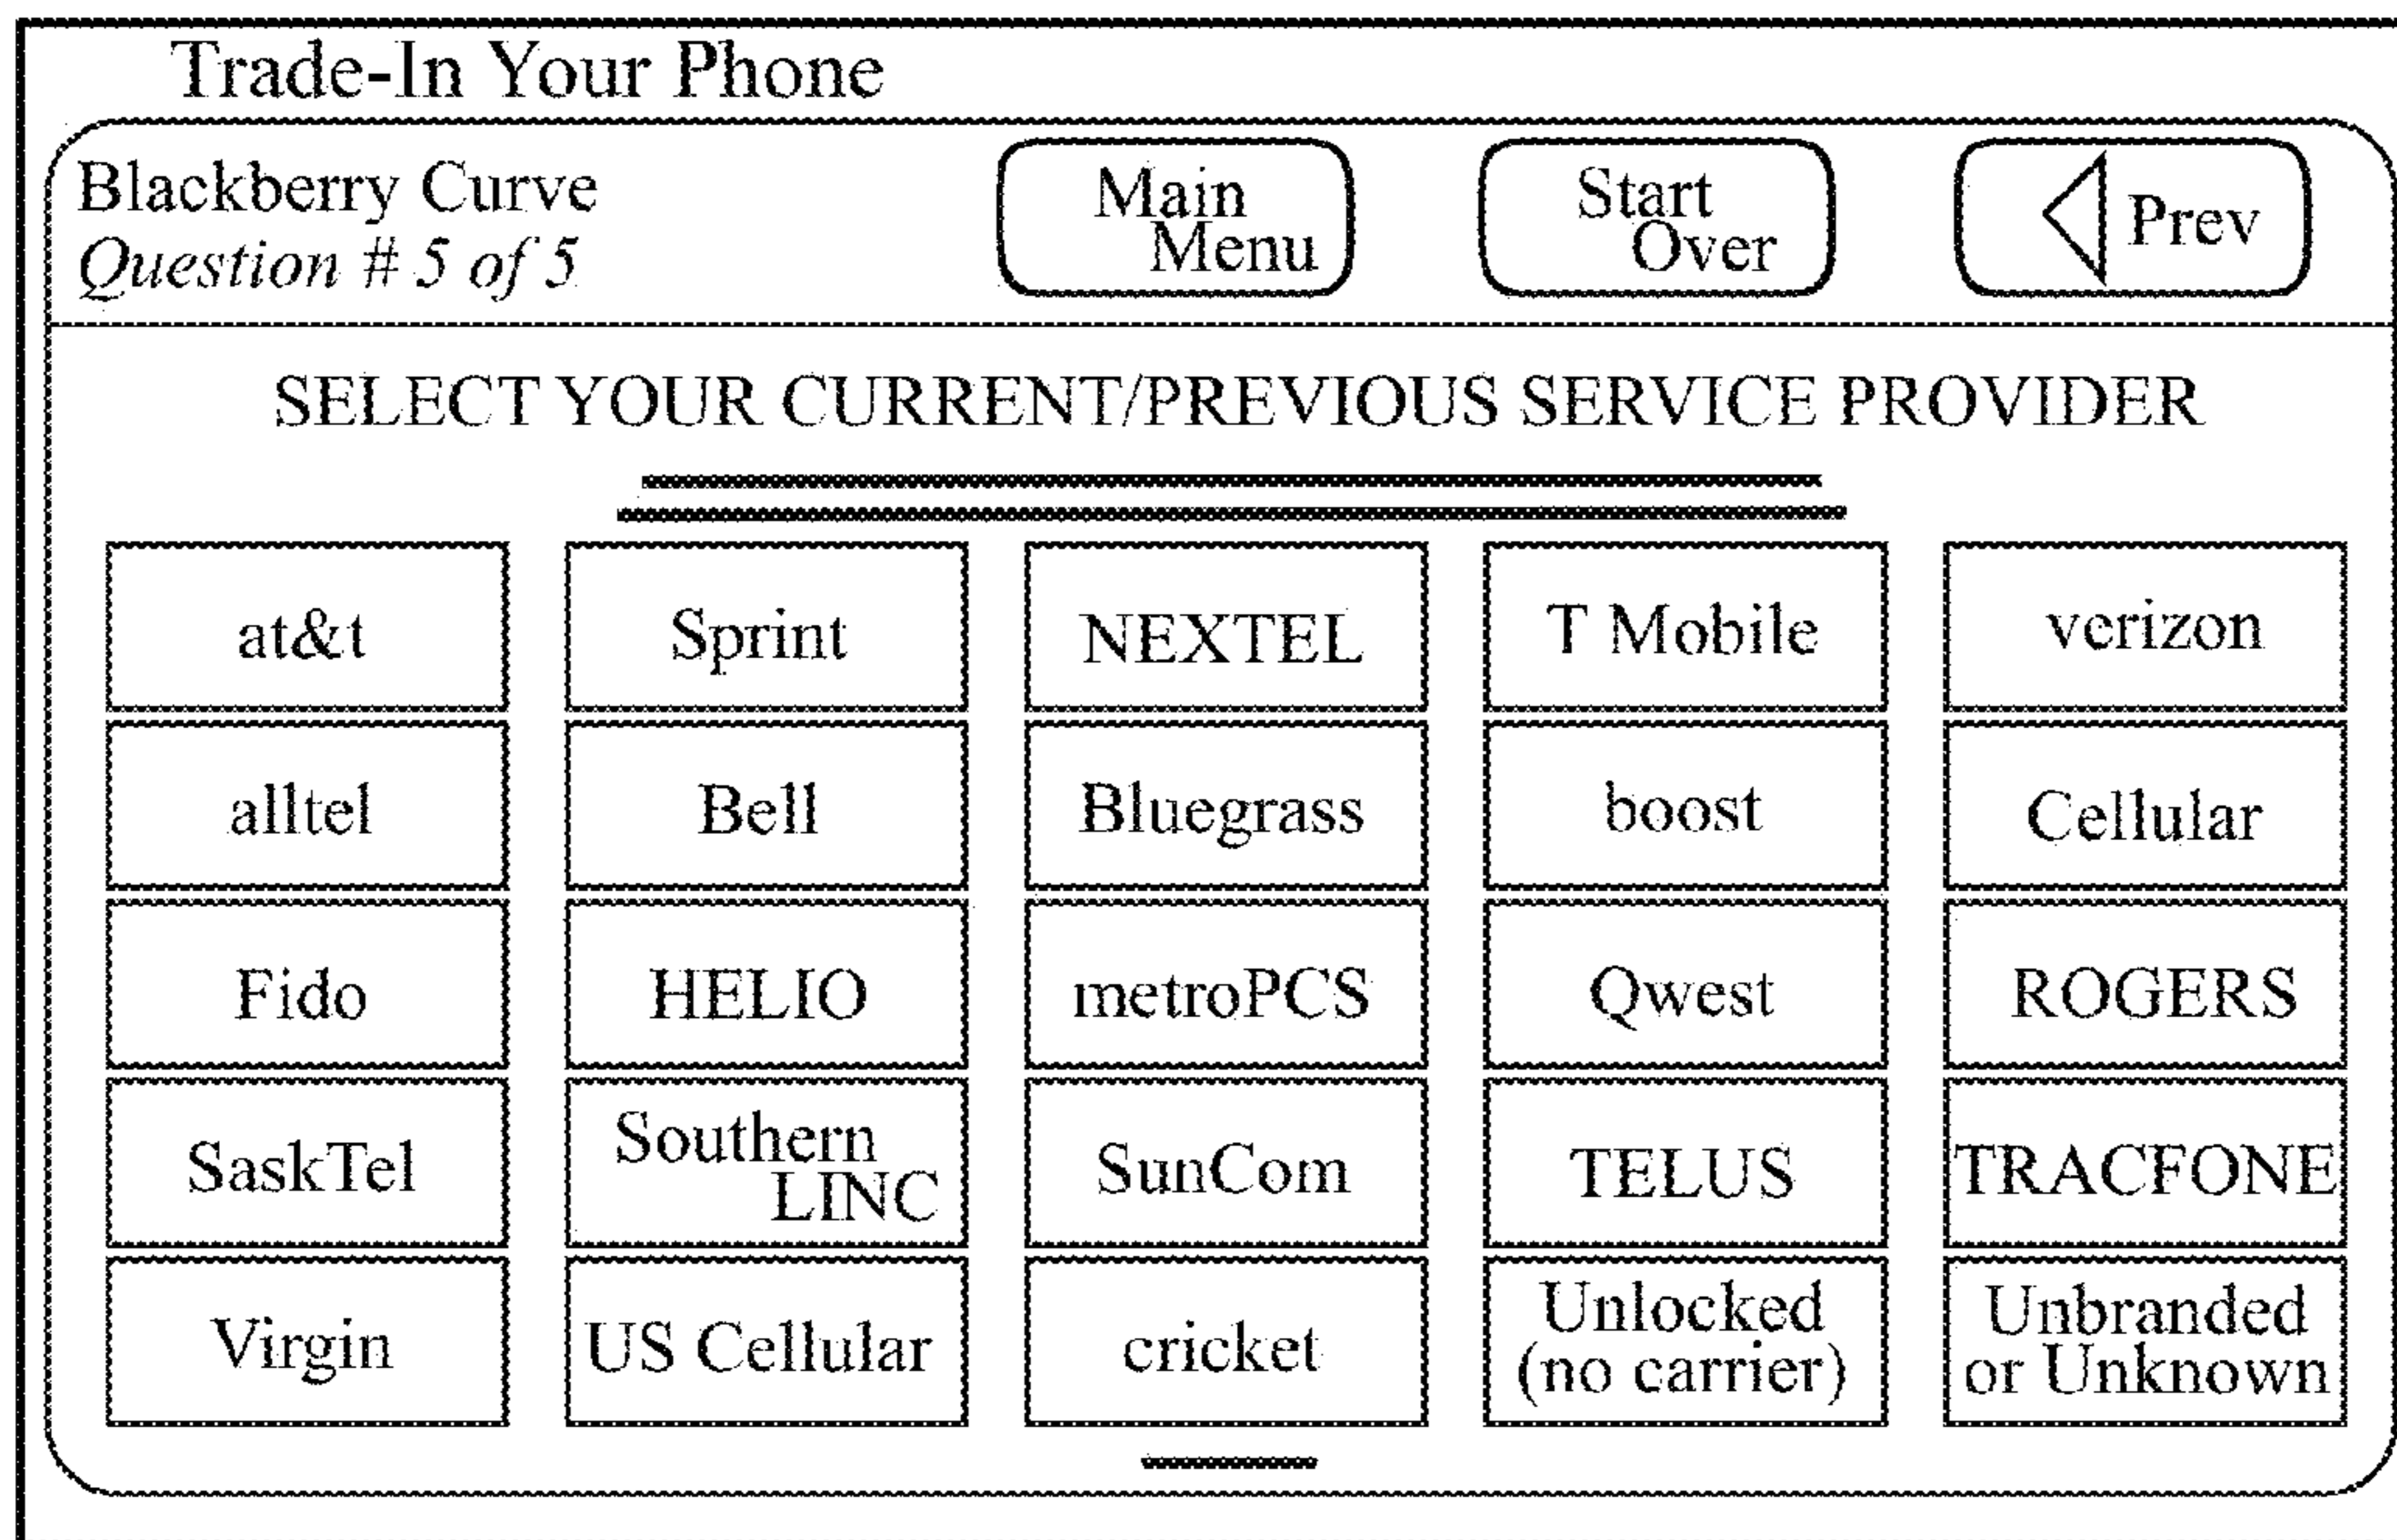 Trade-In Your Phone
Blackberry Curve
Question # 5 of 5
Main
Menu
Start
Over
Prev
SELECT YOUR CURRENT/PREVIOUS SERVICE PROVIDER
at&t
Sprint
NEXTEL
T Mobile
verizon
alltel
Bell
Bluegrass
boost
Cellular
Fido
HELIO
metroPCS
Qwest
ROGERS
SaskTel
Southern
LINC
SunCom
TELUS
TRACFONE
Virgin
US Cellular
cricket
Unlocked
(no carrier)
Unbranded
or Unknown